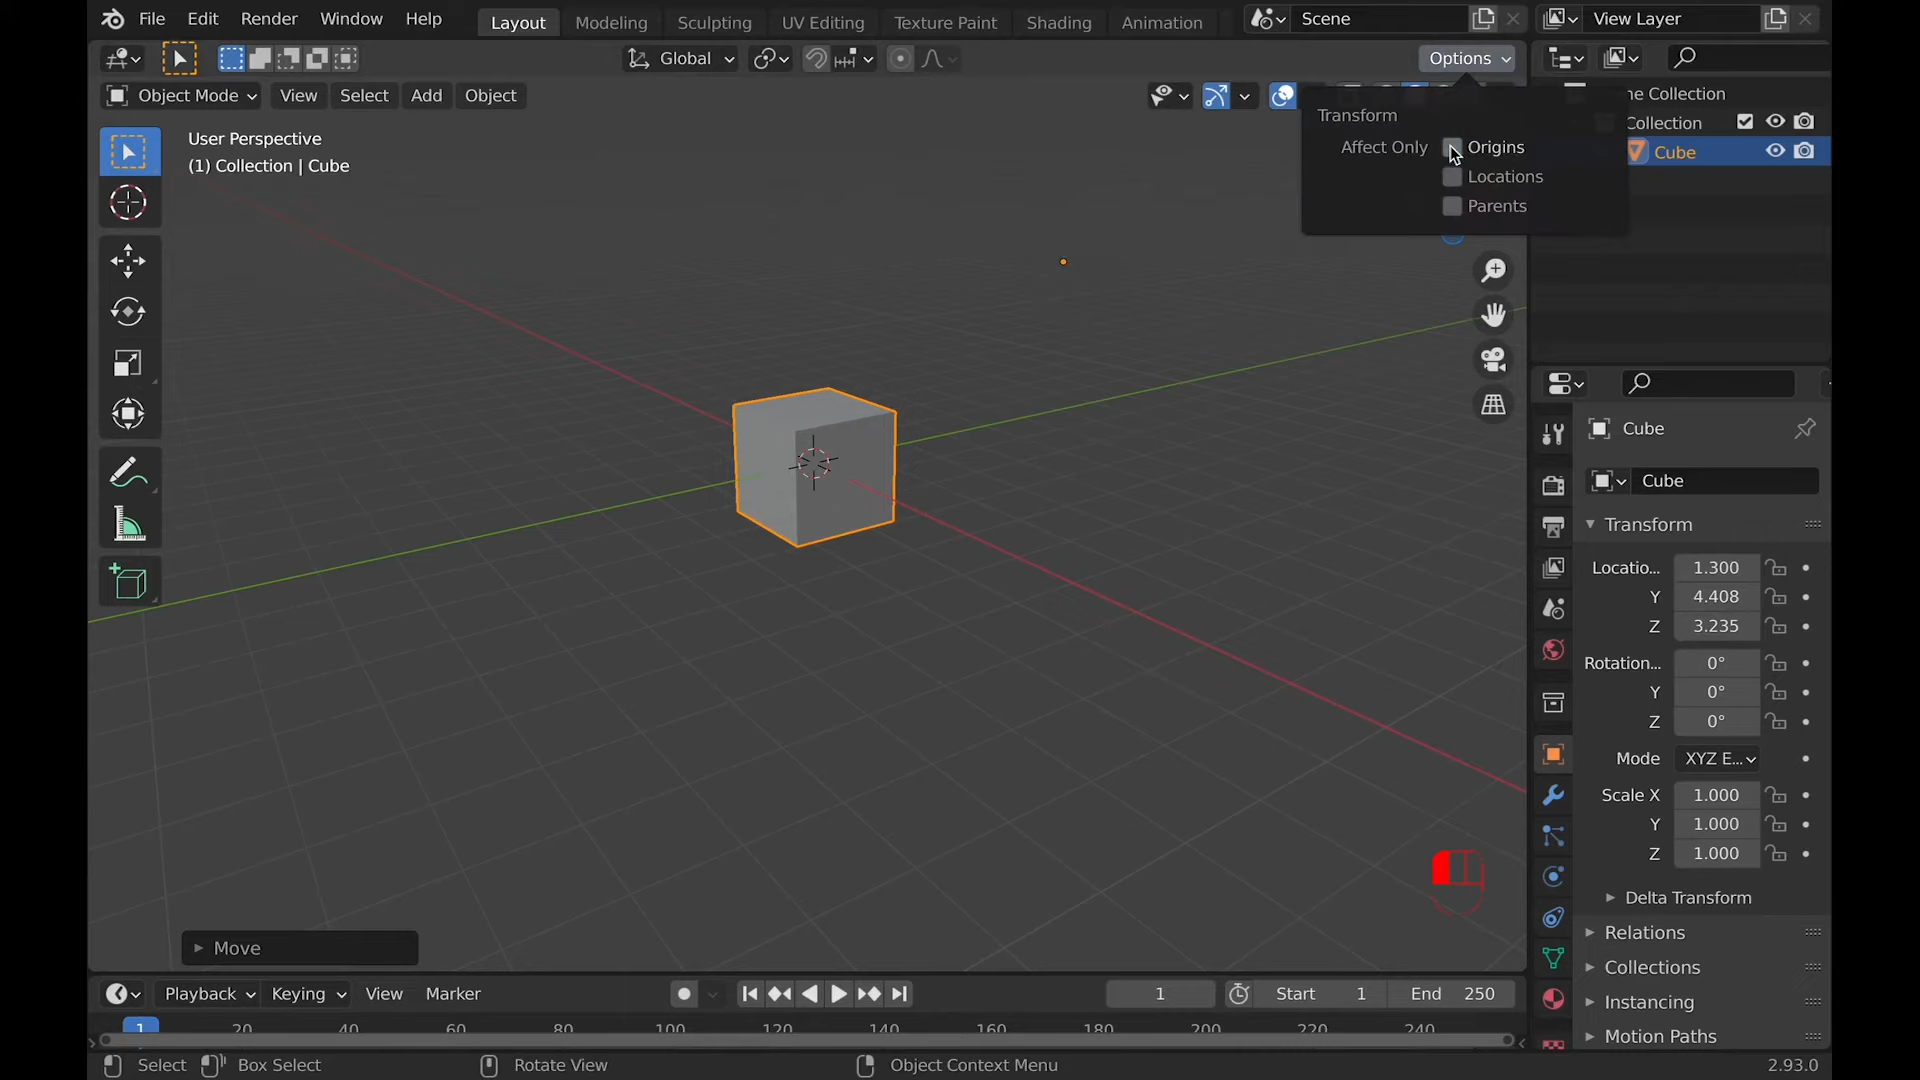 File Edit Render Window Help Layout Modeling Sculpting UV Editing Texture Paint Shading Animation Scene View Layer
Global Options
Object Mode View Select Add Object
User Perspective
(1) Collection | Cube
Transform
Affect Only Origins
Locations
Parents
ne Collection
Collection
Cube
Cube
Cube
Transform
Locatio... 1.300
Y 4.408
Z 3.235
Rotation... 0°
Y 0°
Z 0°
Mode XYZ E...
Scale X 1.000
Y 1.000
Z 1.000
Delta Transform
Relations
Collections
Instancing
Motion Paths
Move
Playback Keying View Marker 1 Start 1 End 250
1 20 40 60 80 100 120 140 160 180 200 220 240
Select Box Select Rotate View Object Context Menu 2.93.0